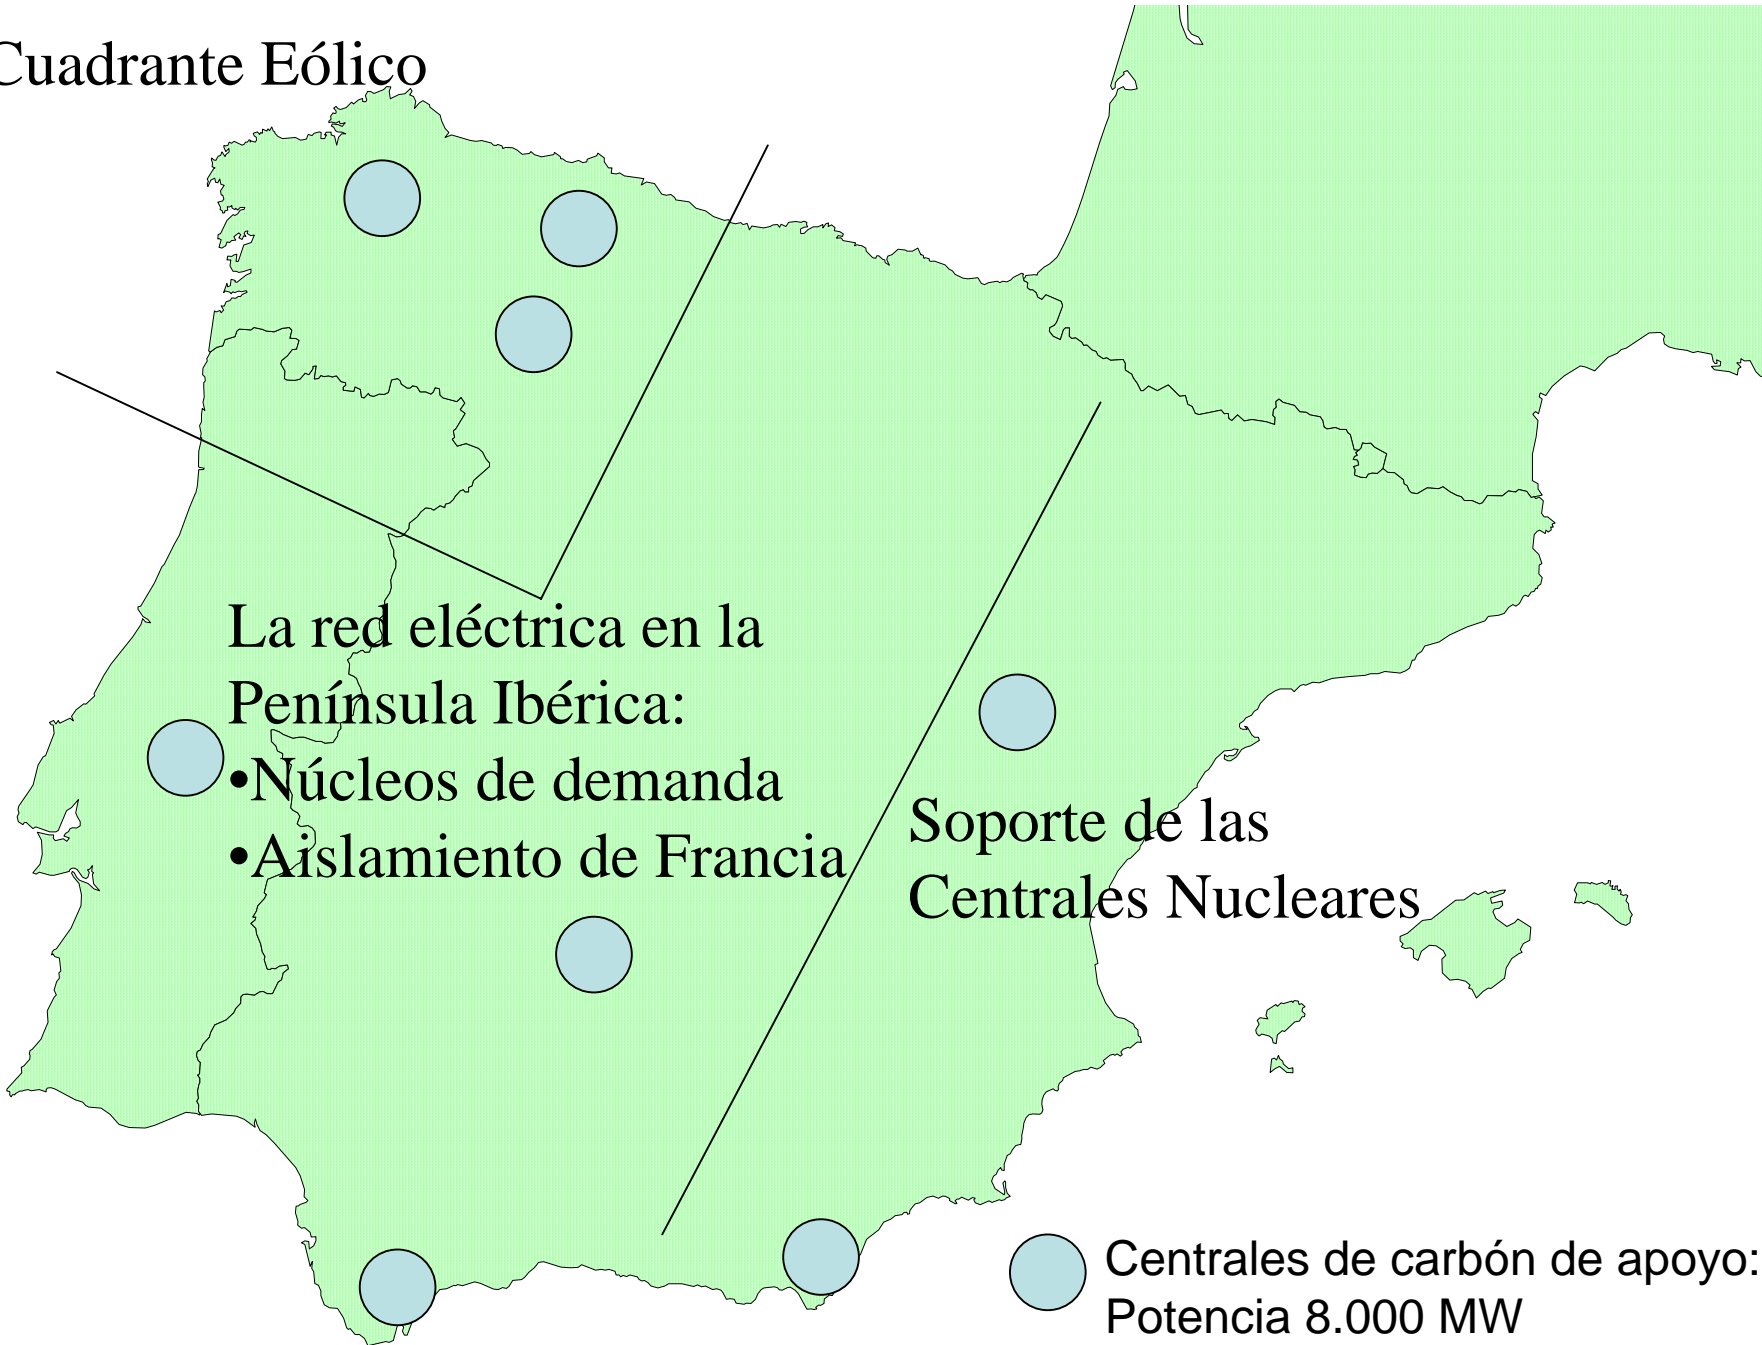 Cuadrante Eólico
La red eléctrica en la
Península Ibérica:
•Núcleos de demanda
•Aislamiento de Francia
Soporte de las
Centrales Nucleares
Centrales de carbón de apoyo:
Potencia 8.000 MW